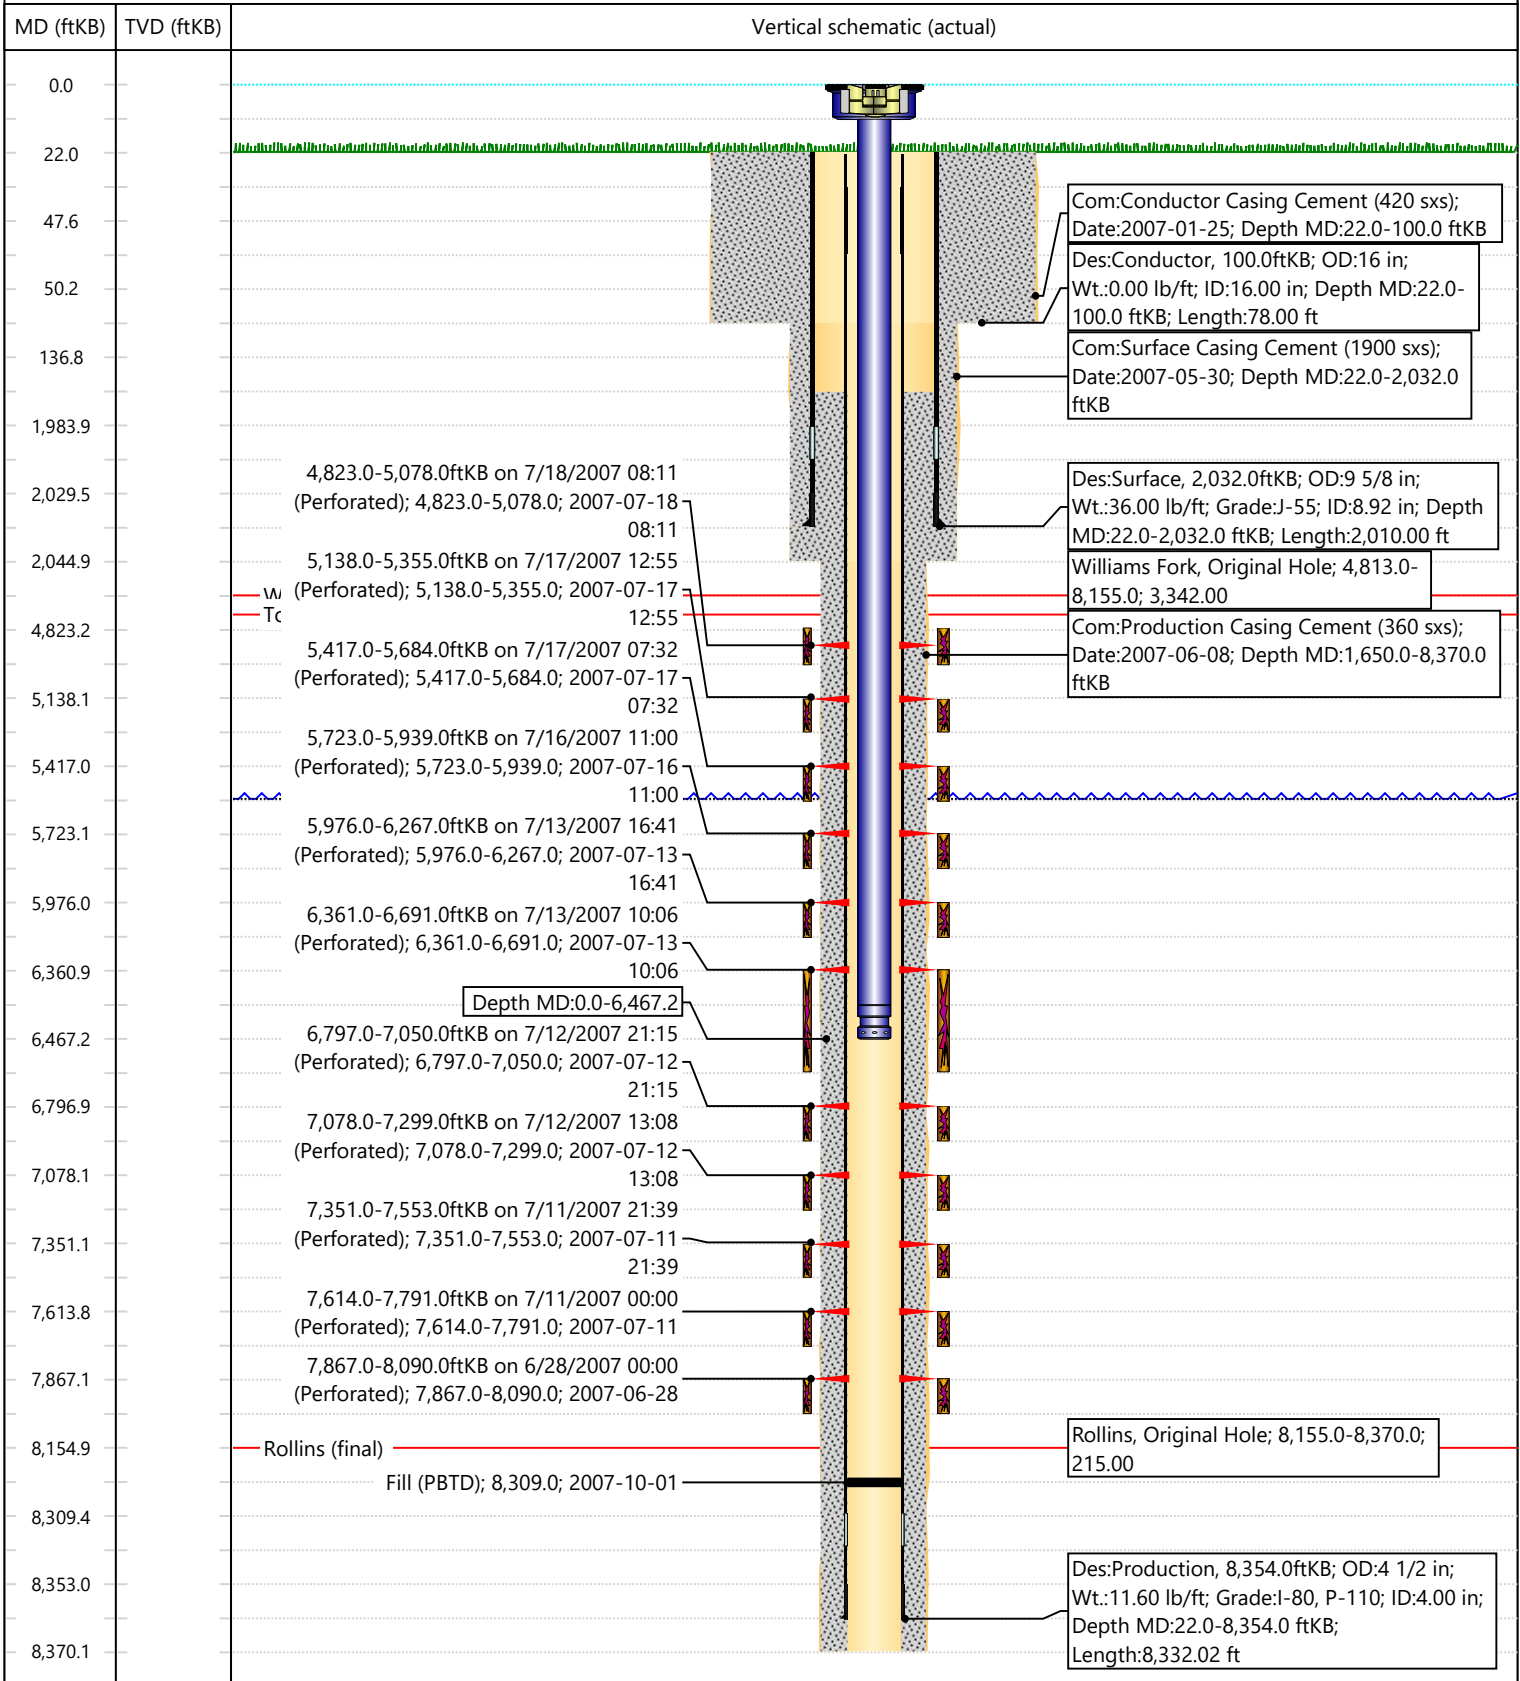 MD (ftKB)
TVD (ftKB)
Vertical schematic (actual)
0.0
22.0
47.6
50.2
136.8
1,983.9
2,029.5
2,044.9
4,823.2
5,138.1
5,417.0
5,723.1
5,976.0
6,360.9
6,467.2
6,796.9
7,078.1
7,351.1
7,613.8
7,867.1
8,154.9
8,309.4
8,353.0
8,370.1
4,823.0-5,078.0ftKB on 7/18/2007 08:11
(Perforated); 4,823.0-5,078.0; 2007-07-18
08:11
5,138.0-5,355.0ftKB on 7/17/2007 12:55
(Perforated); 5,138.0-5,355.0; 2007-07-17
12:55
5,417.0-5,684.0ftKB on 7/17/2007 07:32
(Perforated); 5,417.0-5,684.0; 2007-07-17
07:32
5,723.0-5,939.0ftKB on 7/16/2007 11:00
(Perforated); 5,723.0-5,939.0; 2007-07-16
11:00
5,976.0-6,267.0ftKB on 7/13/2007 16:41
(Perforated); 5,976.0-6,267.0; 2007-07-13
16:41
6,361.0-6,691.0ftKB on 7/13/2007 10:06
(Perforated); 6,361.0-6,691.0; 2007-07-13
10:06
Depth MD:0.0-6,467.2
6,797.0-7,050.0ftKB on 7/12/2007 21:15
(Perforated); 6,797.0-7,050.0; 2007-07-12
21:15
7,078.0-7,299.0ftKB on 7/12/2007 13:08
(Perforated); 7,078.0-7,299.0; 2007-07-12
13:08
7,351.0-7,553.0ftKB on 7/11/2007 21:39
(Perforated); 7,351.0-7,553.0; 2007-07-11
21:39
7,614.0-7,791.0ftKB on 7/11/2007 00:00
(Perforated); 7,614.0-7,791.0; 2007-07-11
7,867.0-8,090.0ftKB on 6/28/2007 00:00
(Perforated); 7,867.0-8,090.0; 2007-06-28
Rollins (final)
Fill (PBTD); 8,309.0; 2007-10-01
Com:Conductor Casing Cement (420 sxs);
Date:2007-01-25; Depth MD:22.0-100.0 ftKB
Des:Conductor, 100.0ftKB; OD:16 in;
Wt.:0.00 lb/ft; ID:16.00 in; Depth MD:22.0-
100.0 ftKB; Length:78.00 ft
Com:Surface Casing Cement (1900 sxs);
Date:2007-05-30; Depth MD:22.0-2,032.0
ftKB
Des:Surface, 2,032.0ftKB; OD:9 5/8 in;
Wt.:36.00 lb/ft; Grade:J-55; ID:8.92 in; Depth
MD:22.0-2,032.0 ftKB; Length:2,010.00 ft
Williams Fork, Original Hole; 4,813.0-
8,155.0; 3,342.00
Com:Production Casing Cement (360 sxs);
Date:2007-06-08; Depth MD:1,650.0-8,370.0
ftKB
Rollins, Original Hole; 8,155.0-8,370.0;
215.00
Des:Production, 8,354.0ftKB; OD:4 1/2 in;
Wt.:11.60 lb/ft; Grade:I-80, P-110; ID:4.00 in;
Depth MD:22.0-8,354.0 ftKB;
Length:8,332.02 ft